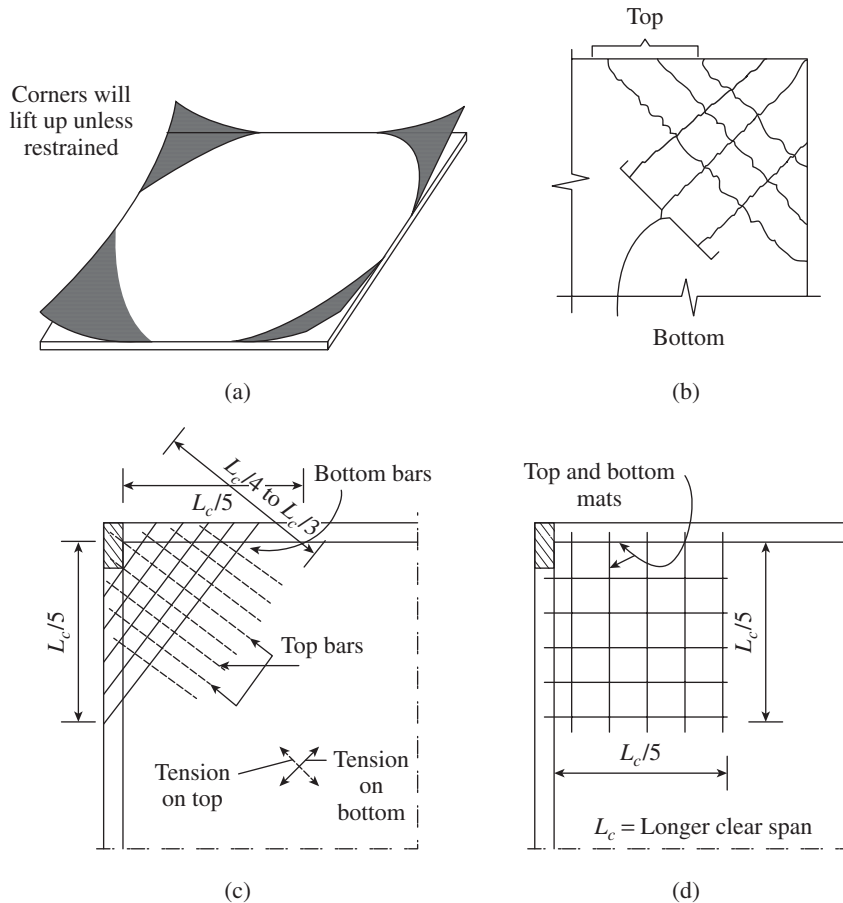 Corners will
lift up unless
restrained
(a)
Top
Bottom
(b)
L_c/4 to L_c/3
L_c/5
Bottom bars
L_c/5
Top bars
Tension
on top
Tension
on
bottom
(c)
Top and bottom
mats
L_c/5
L_c/5
L_c = Longer clear span
(d)